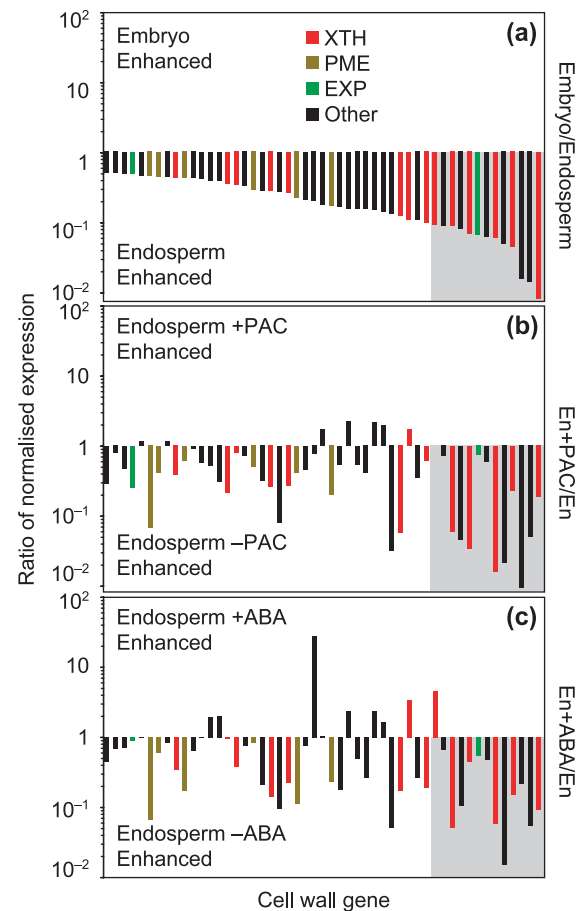 Ratio of normalised expression
10²
10
1
10⁻¹
10⁻²
Embryo
Enhanced
XTH
PME
EXP
Other
(a)
Endosperm
Enhanced
Embryo/Endosperm
10²
10
1
10⁻¹
10⁻²
Endosperm +PAC
Enhanced
(b)
Endosperm –PAC
Enhanced
En+PAC/En
10²
10
1
10⁻¹
10⁻²
Endosperm +ABA
Enhanced
(c)
Endosperm –ABA
Enhanced
En+ABA/En
Cell wall gene